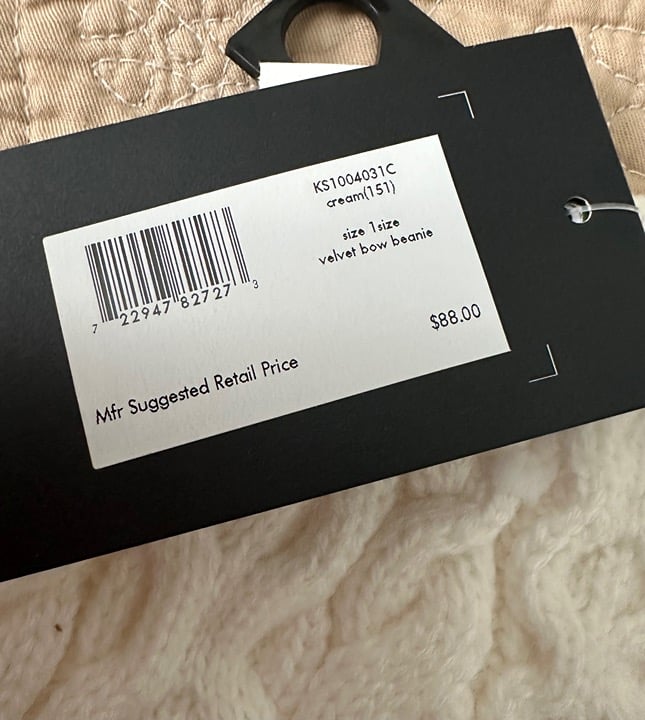 KS1004031C
cream(151)
size 1size
velvet bow beanie
7 22947 82727 3
$88.00
Mfr Suggested Retail Price